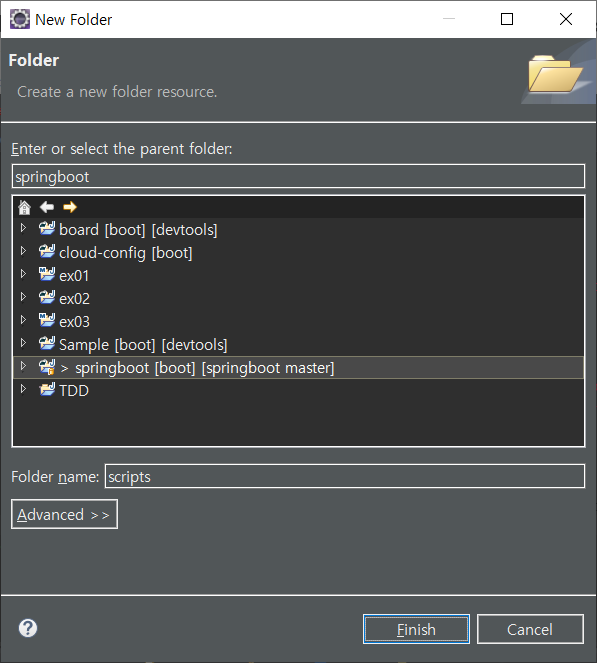 New Folder
Folder
Create a new folder resource.
Enter or select the parent folder:
springboot
board [boot] [devtools]
cloud-config [boot]
ex01
ex02
ex03
Sample [boot] [devtools]
> springboot [boot] [springboot master]
TDD
Folder name: scripts
Advanced >>
Finish Cancel